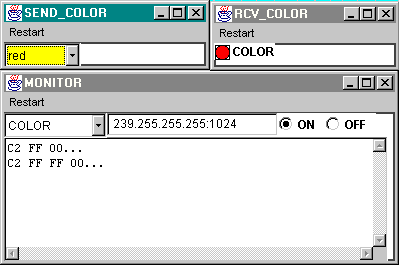 SEND_COLOR
Restart
red
RCV_COLOR
Restart
COLOR
MONITOR
Restart
COLOR 239.255.255.255:1024 ON OFF
C2 FF 00...
C2 FF FF 00...